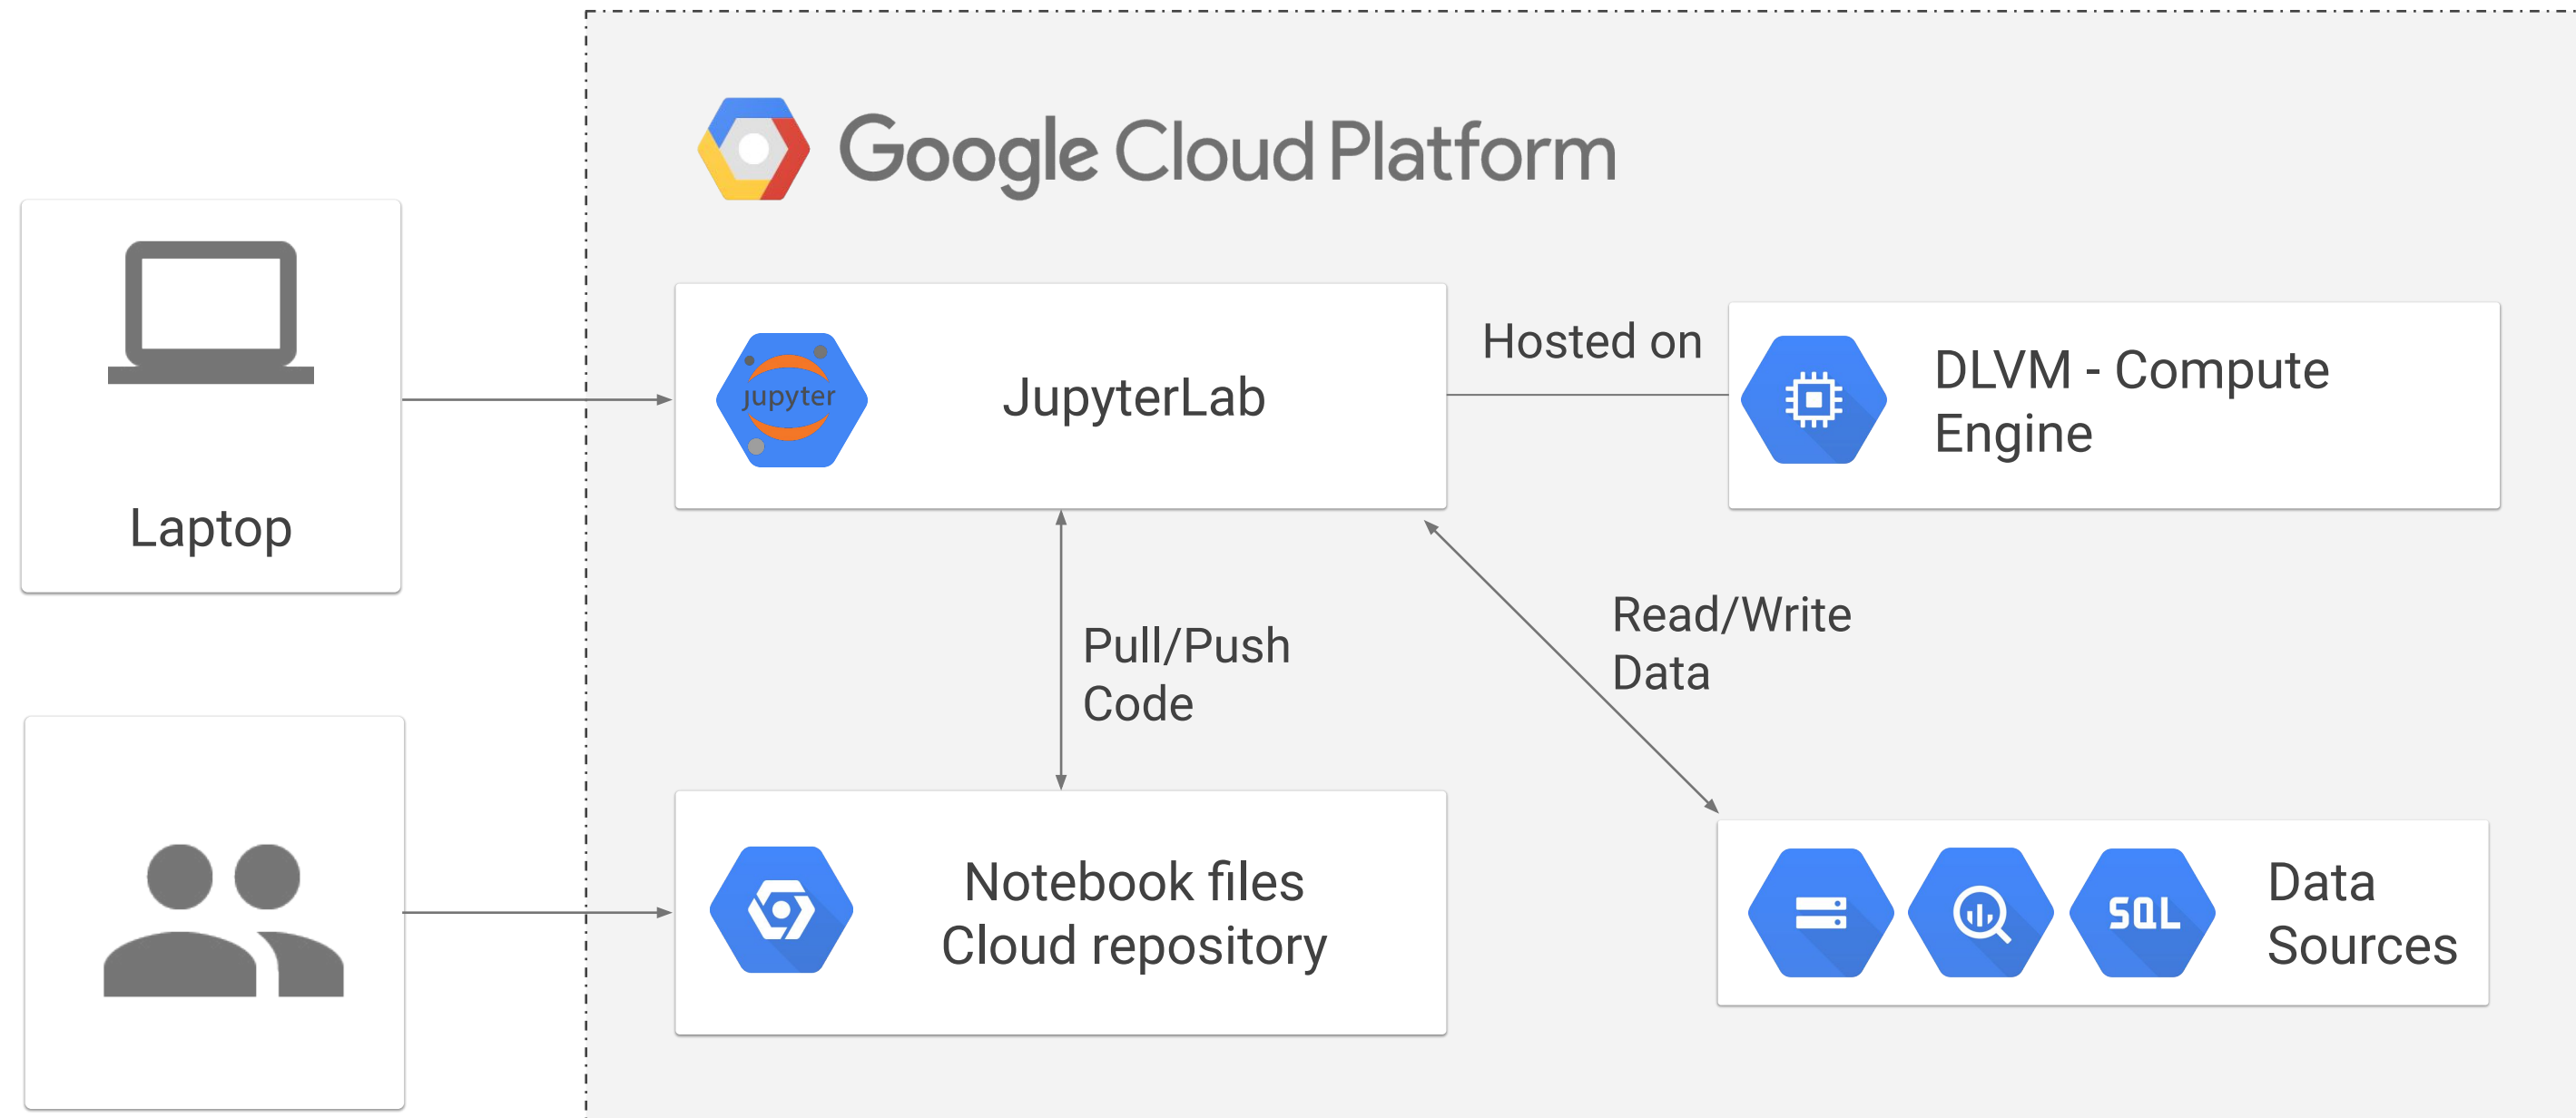 Google Cloud Platform
Laptop
jupyter
JupyterLab
Hosted on
DLVM - Compute
Engine
Pull/Push
Code
Read/Write
Data
Notebook files
Cloud repository
SQL
Data
Sources